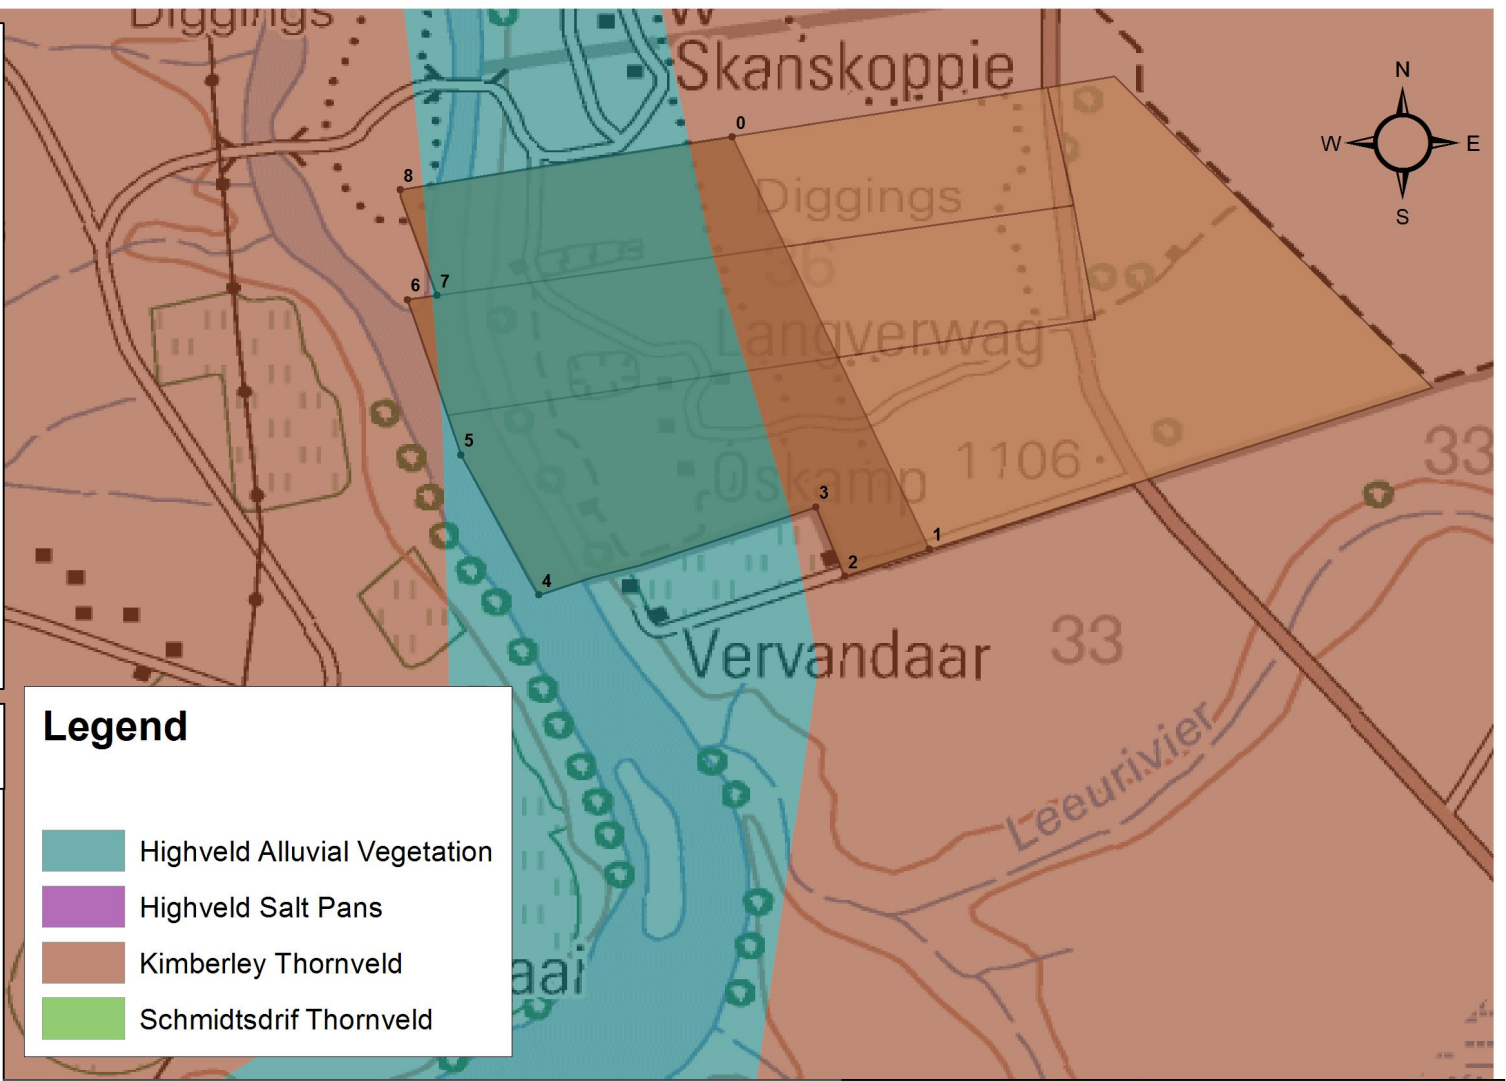 Diggings
W
Skanskoppie
N
W
E
S
0
8
Diggings
36
6
7
Langverwag
5
1106
33
Oskamp
3
1
2
4
Vervandaar
33
Leeurivier
Legend
Highveld Alluvial Vegetation
Highveld Salt Pans
Kimberley Thornveld
Schmidtsdrif Thornveld
aai